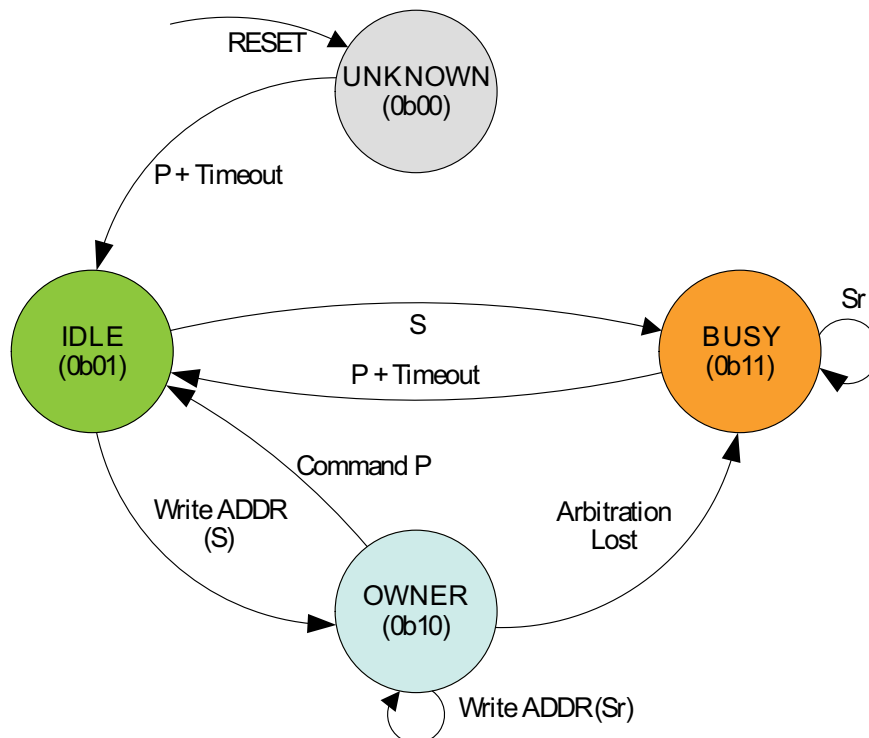 RESET
UNKNOWN
(0b00)
P + Timeout
IDLE
(0b01)
S
P + Timeout
BUSY
(0b11)
Sr
Command P
Write ADDR
(S)
Arbitration
Lost
OWNER
(0b10)
Write ADDR(Sr)